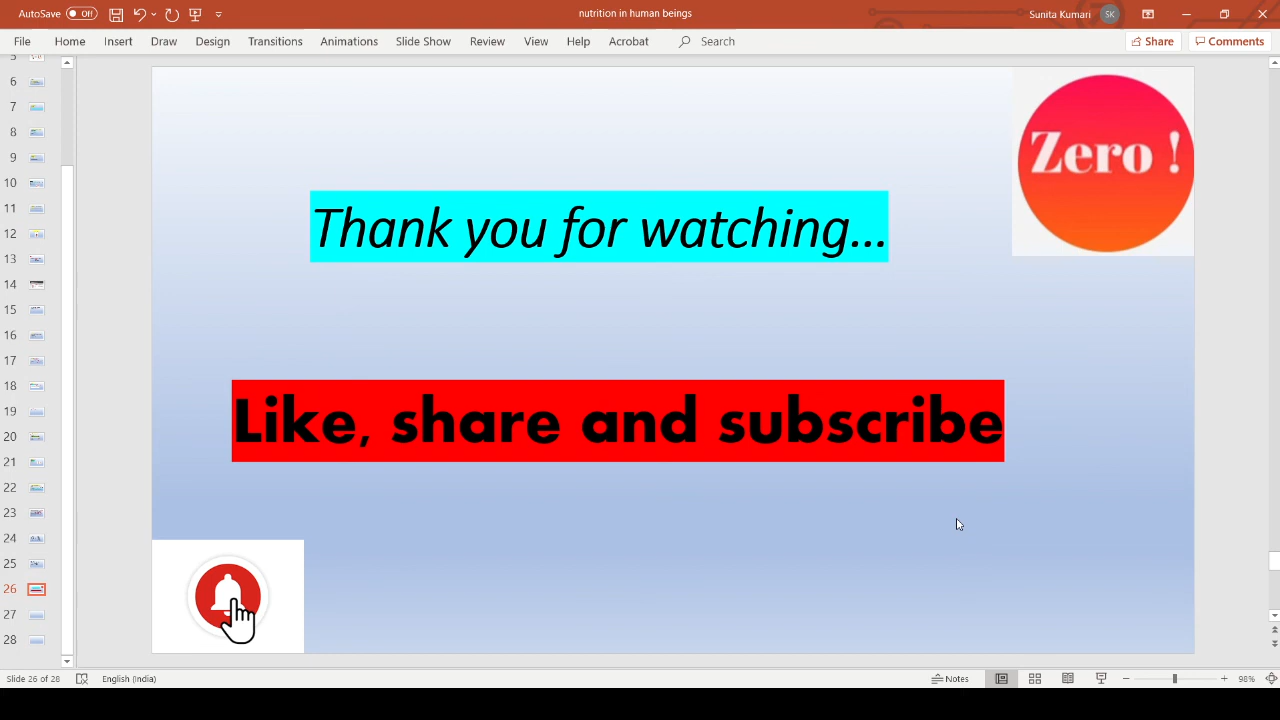 AutoSave Off
nutrition in human beings
Sunita Kumari SK
File Home Insert Draw Design Transitions Animations Slide Show Review View Help Acrobat Search Share Comments
6
7
8
9
10
11
12
13
14
15
16
17
18
19
20
21
22
23
24
25
26
27
28
Zero !
Thank you for watching...
Like, share and subscribe
Slide 26 of 28 English (India) Notes 98%